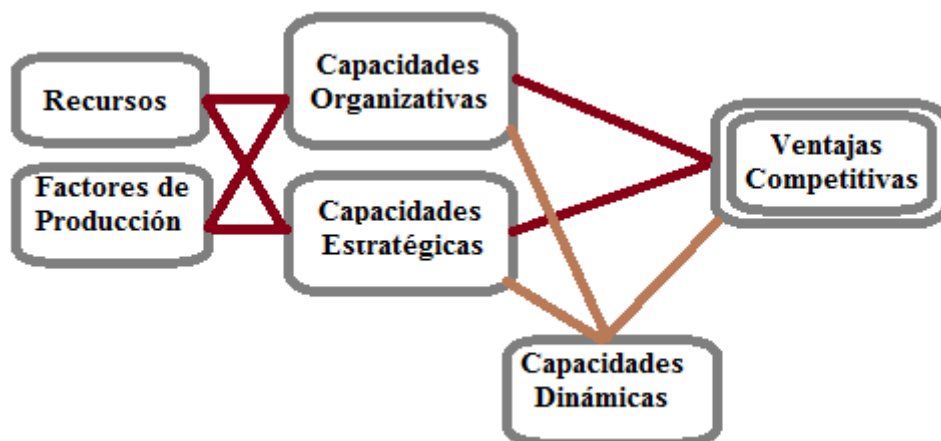 Recursos
Factores de
Producción
Capacidades
Organizativas
Capacidades
Estratégicas
Ventajas
Competitivas
Capacidades
Dinámicas